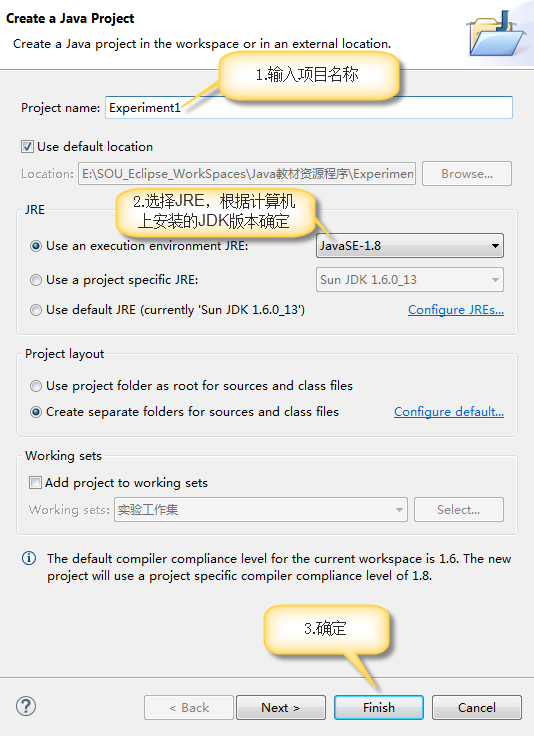 Create a Java Project
Create a Java project in the workspace or in an external location.
1.输入项目名称
Project name: Experiment1
Use default location
Location: E:\SOU_Eclipse_WorkSpaces\Java教材资源程序\Experimen Browse...
2.选择JRE，根据计算机
上安装的JDK版本确定
JRE
Use an execution environment JRE: JavaSE-1.8
Use a project specific JRE: Sun JDK 1.6.0_13
Use default JRE (currently 'Sun JDK 1.6.0_13') Configure JREs...
Project layout
Use project folder as root for sources and class files
Create separate folders for sources and class files Configure default...
Working sets
Add project to working sets
Working sets: 实验工作集 Select...
The default compiler compliance level for the current workspace is 1.6. The new
project will use a project specific compiler compliance level of 1.8.
3.确定
? < Back Next > Finish Cancel